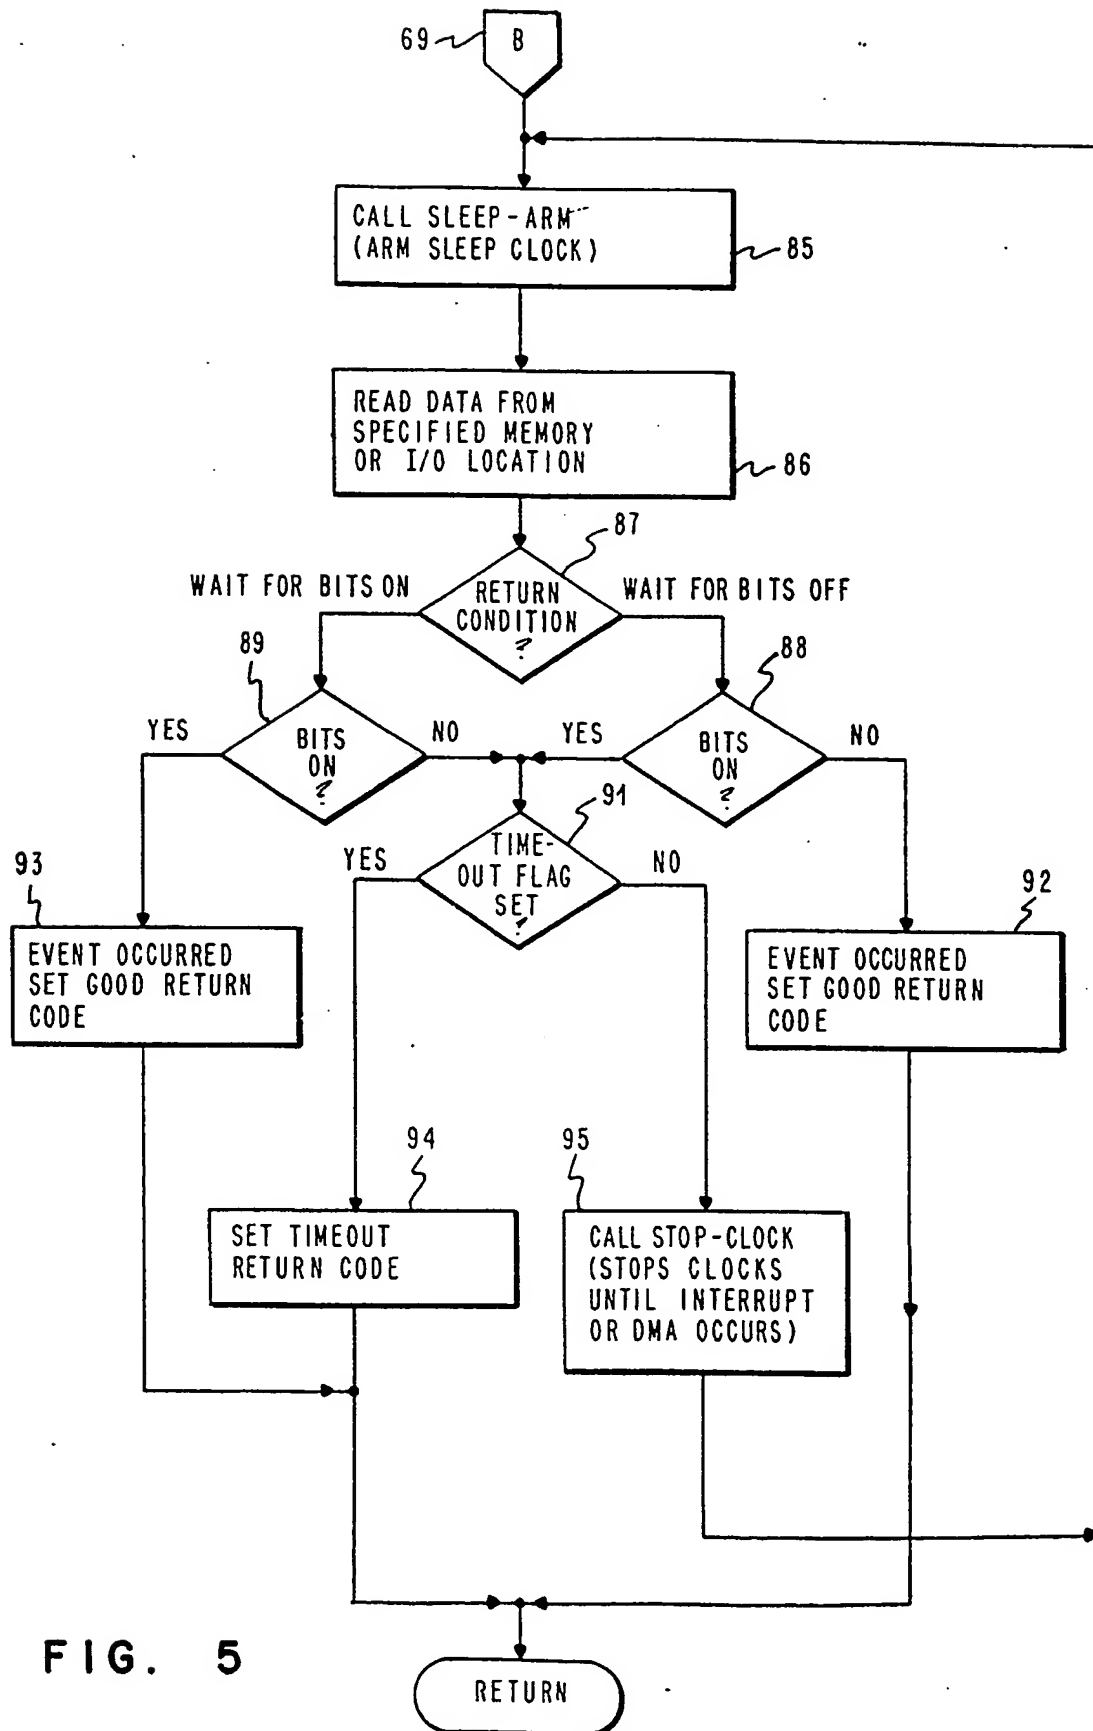 69
B
CALL SLEEP-ARM
(ARM SLEEP CLOCK)
85
READ DATA FROM
SPECIFIED MEMORY
OR I/O LOCATION
86
87
WAIT FOR BITS ON
RETURN
CONDITION
?
WAIT FOR BITS OFF
89
88
YES
BITS
ON
?
NO
YES
BITS
ON
?
NO
91
YES
TIME-
OUT FLAG
SET
?
NO
93
92
EVENT OCCURRED
SET GOOD RETURN
CODE
EVENT OCCURRED
SET GOOD RETURN
CODE
94
95
SET TIMEOUT
RETURN CODE
CALL STOP-CLOCK
(STOPS CLOCKS
UNTIL INTERRUPT
OR DMA OCCURS)
FIG. 5
RETURN